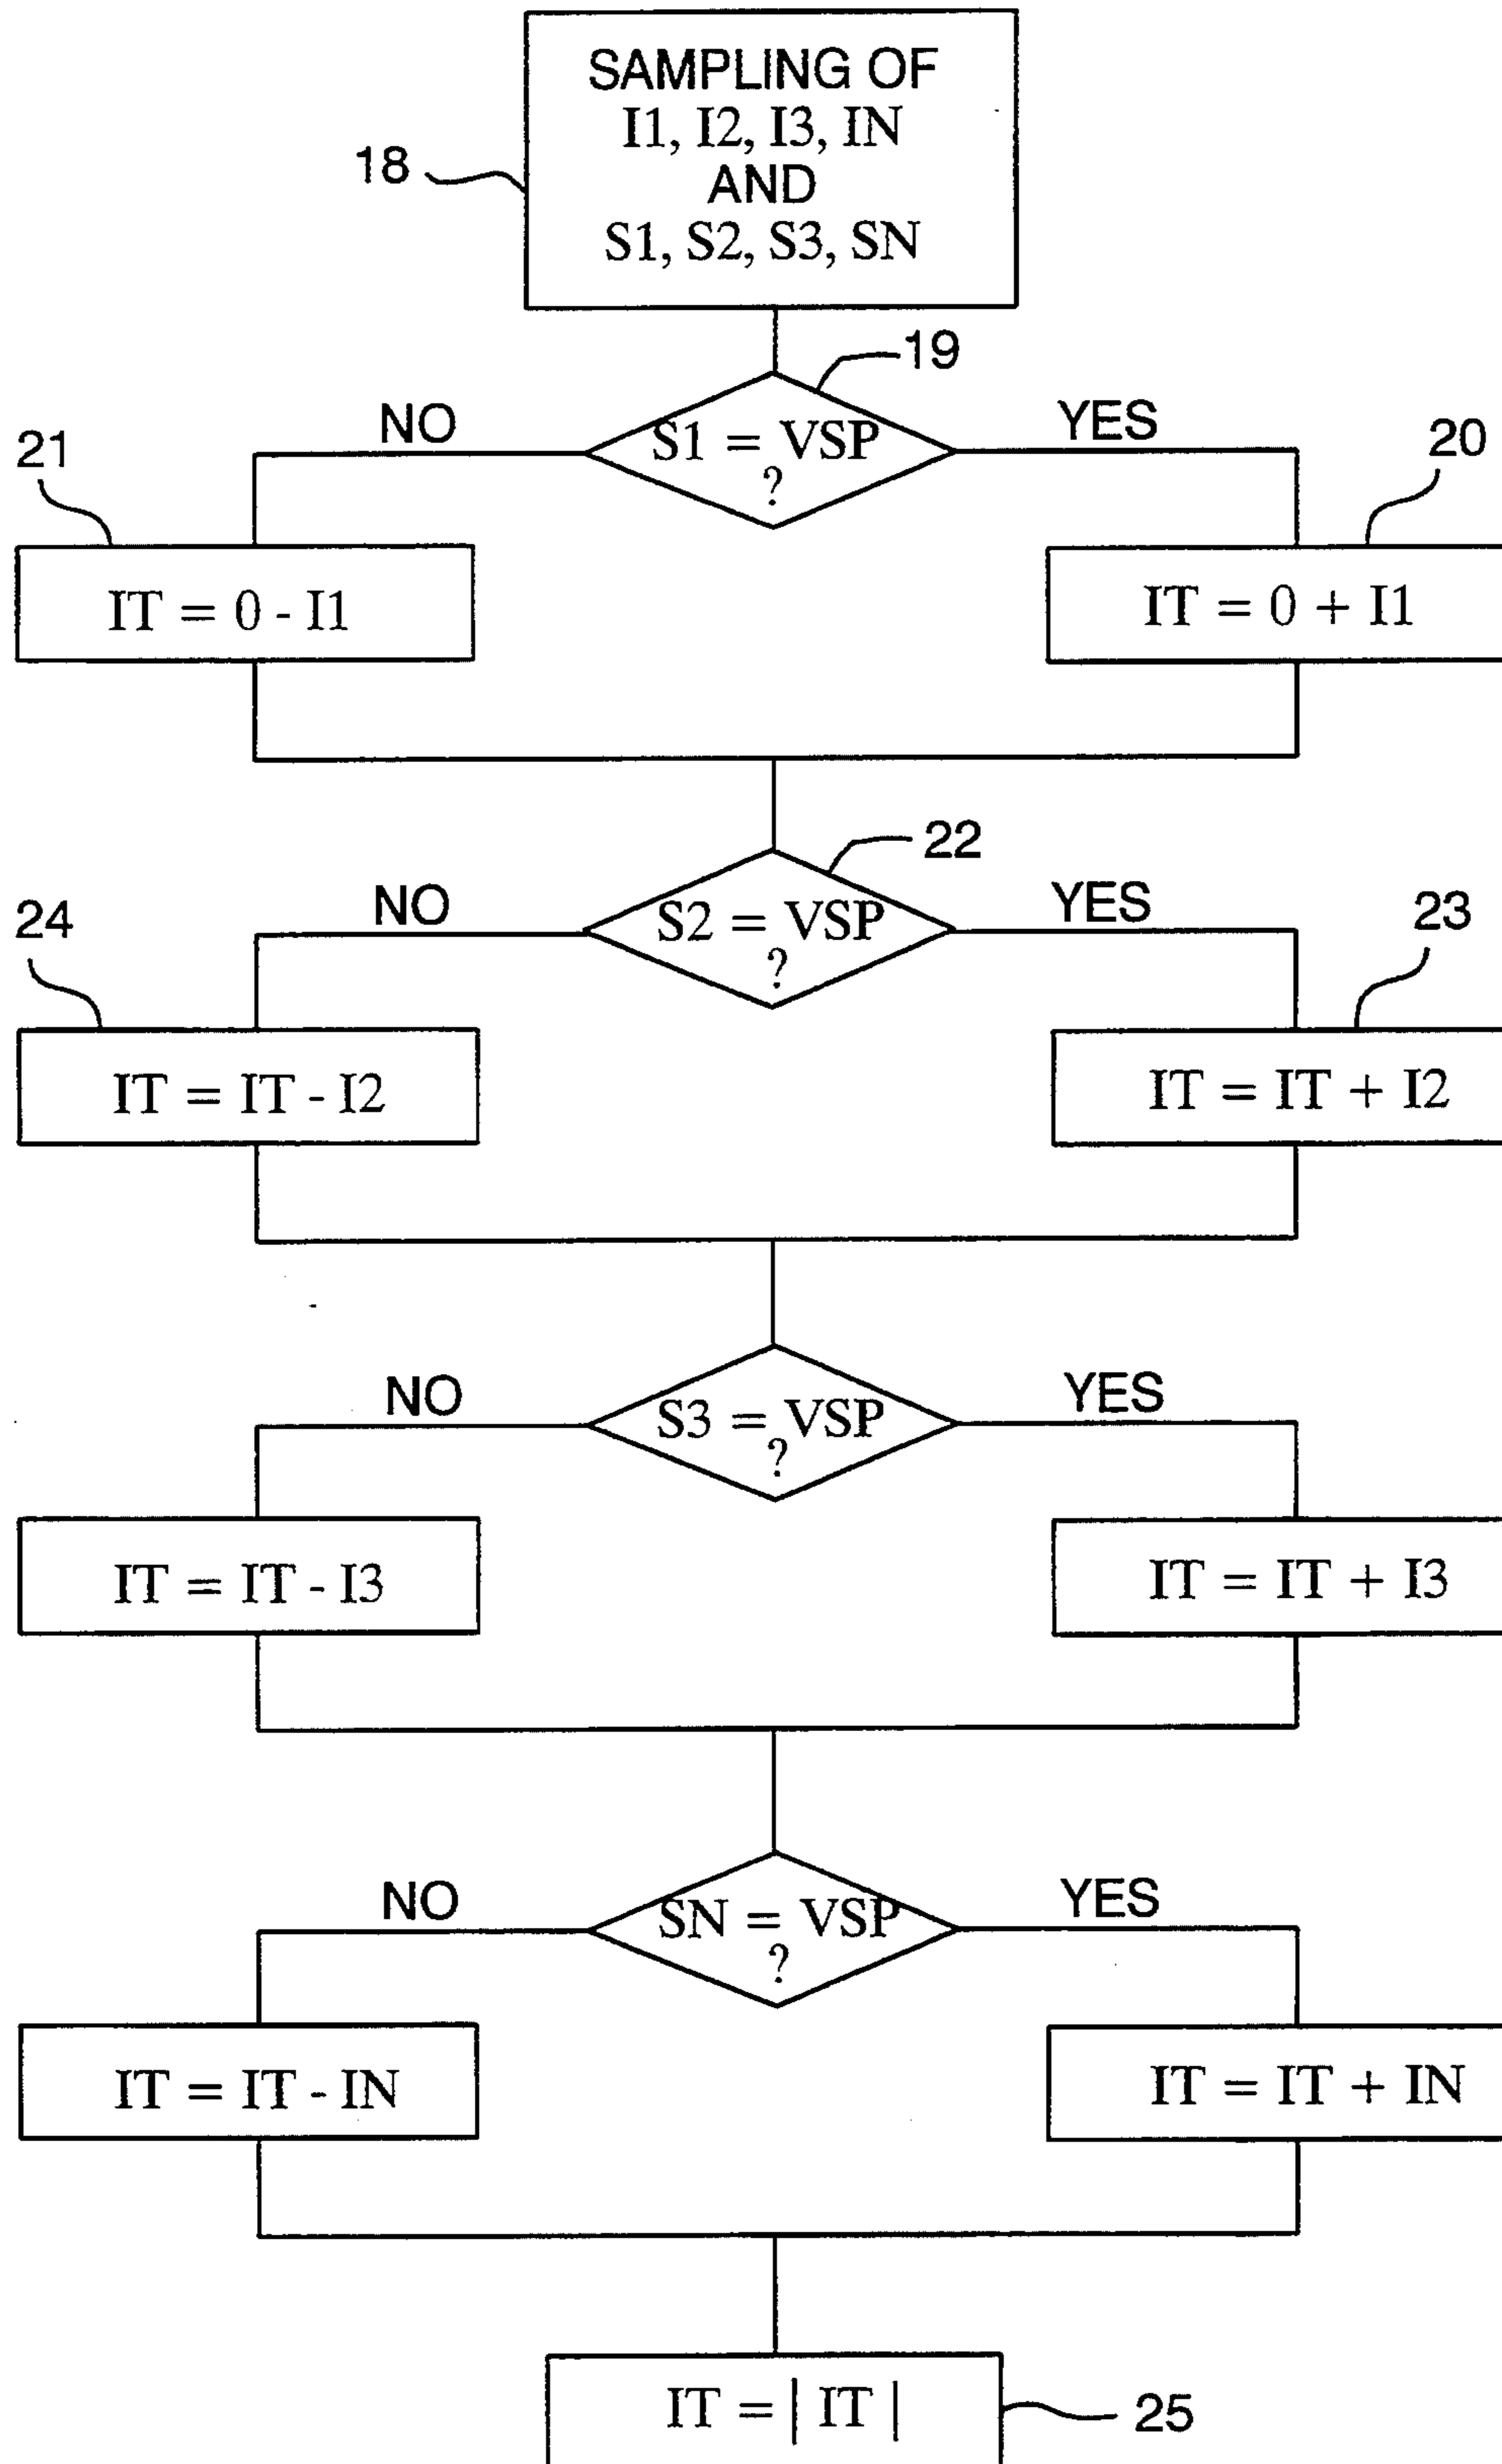 SAMPLING OF
I1, I2, I3, IN
AND
S1, S2, S3, SN
18
19
NO
S1 = VSP
?
YES
21
20
IT = 0 - I1
IT = 0 + I1
22
NO
S2 = VSP
?
YES
24
23
IT = IT - I2
IT = IT + I2
NO
S3 = VSP
?
YES
IT = IT - I3
IT = IT + I3
NO
SN = VSP
?
YES
IT = IT - IN
IT = IT + IN
IT = | IT |
25